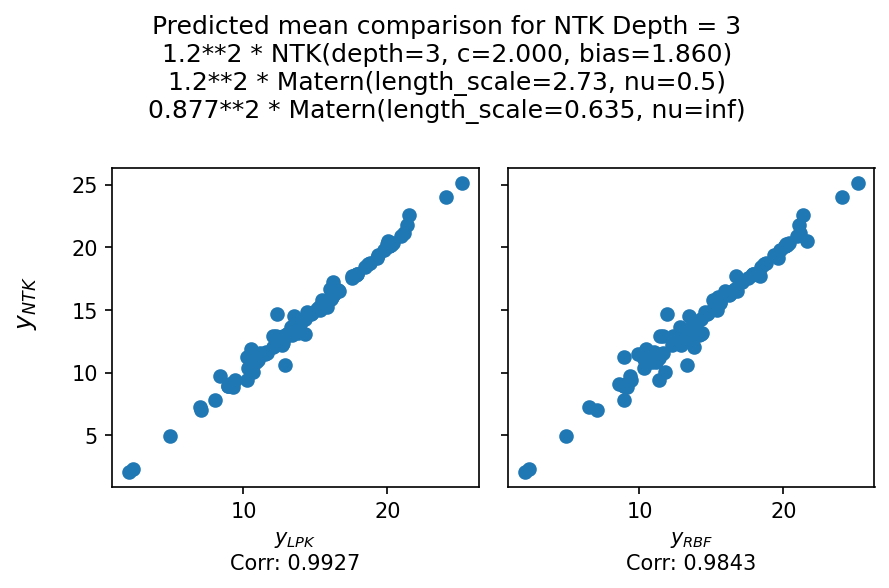 Predicted mean comparison for NTK Depth = 3
1.2**2 * NTK(depth=3, c=2.000, bias=1.860)
1.2**2 * Matern(length_scale=2.73, nu=0.5)
0.877**2 * Matern(length_scale=0.635, nu=inf)
25
20
15
10
5
y_NTK
10 20
10 20
y_LPK
Corr: 0.9927
y_RBF
Corr: 0.9843